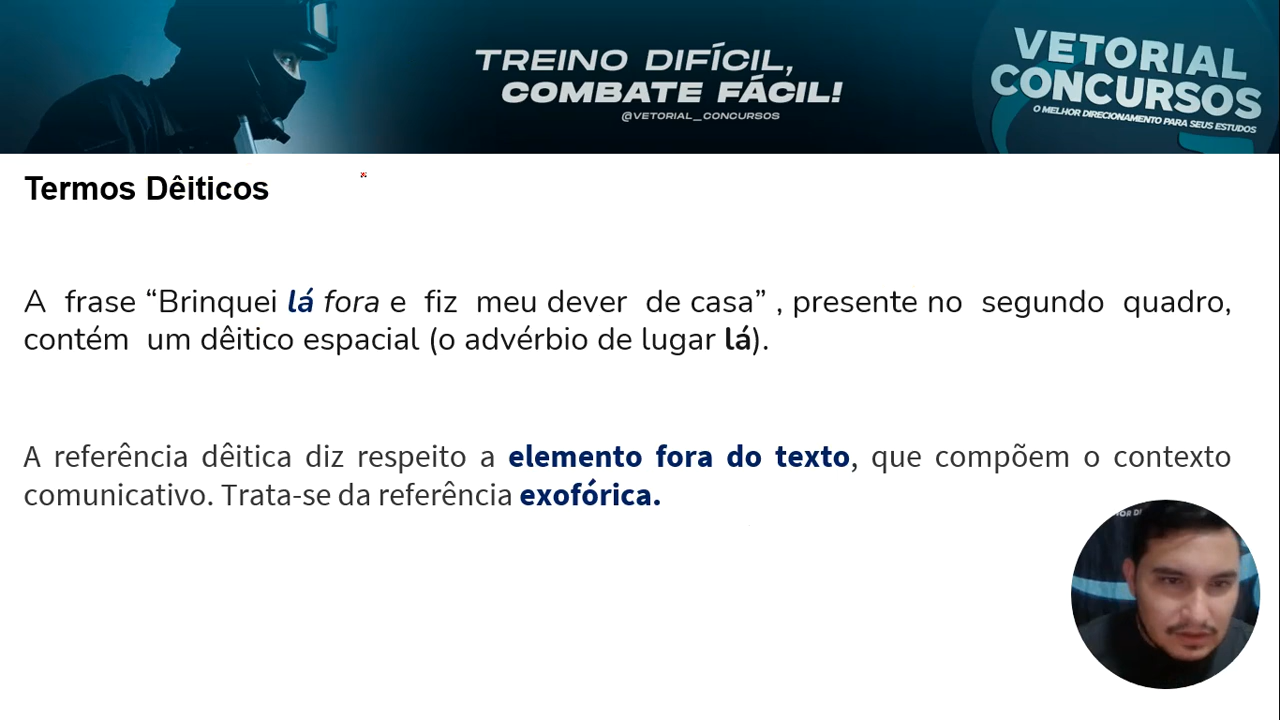 TREINO DIFÍCIL,
COMBATE FÁCIL!
@VETORIAL_CONCURSOS
VETORIAL
CONCURSOS
O MELHOR DIRECIONAMENTO PARA SEUS ESTUDOS
Termos Dêiticos
A frase “Brinquei lá fora e fiz meu dever de casa” , presente no segundo quadro,
contém um dêitico espacial (o advérbio de lugar lá).
A referência dêitica diz respeito a elemento fora do texto, que compõem o contexto
comunicativo. Trata-se da referência exofórica.